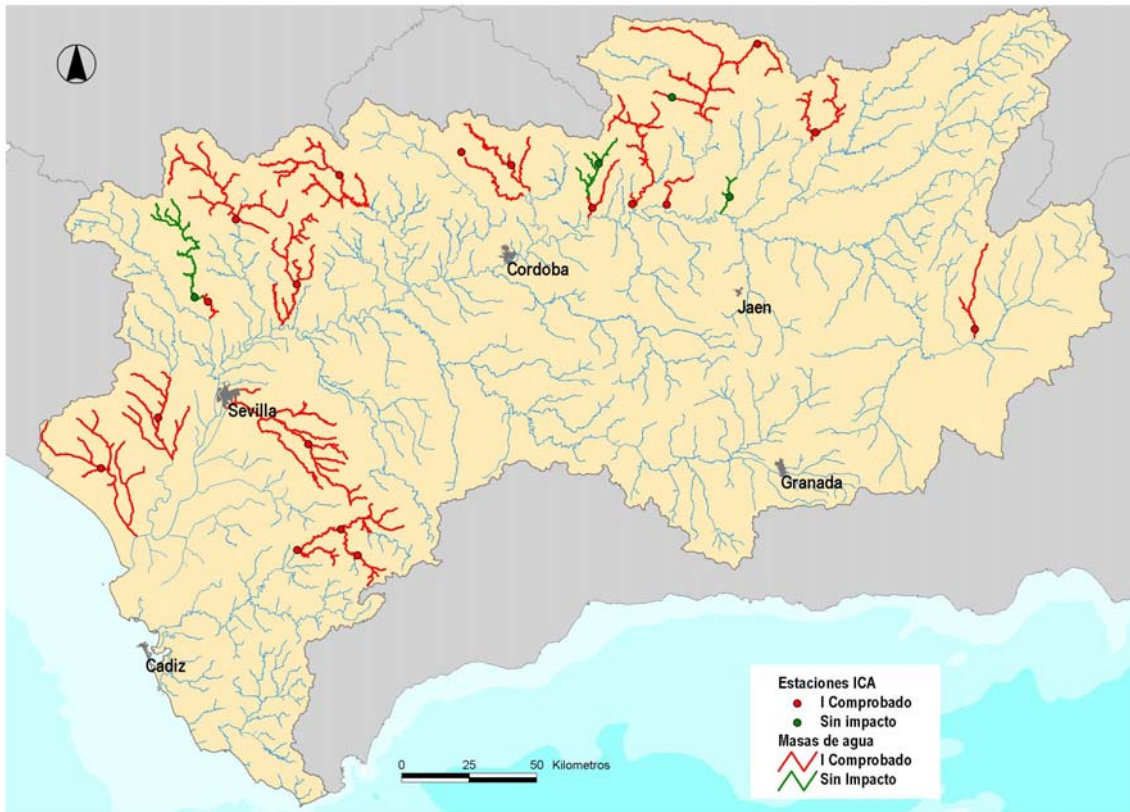 Cordoba
Jaen
Sevilla
Granada
Cadiz
Estaciones ICA
I Comprobado
Sin impacto
Masas de agua
I Comprobado
Sin Impacto
0 25 50 Kilometros